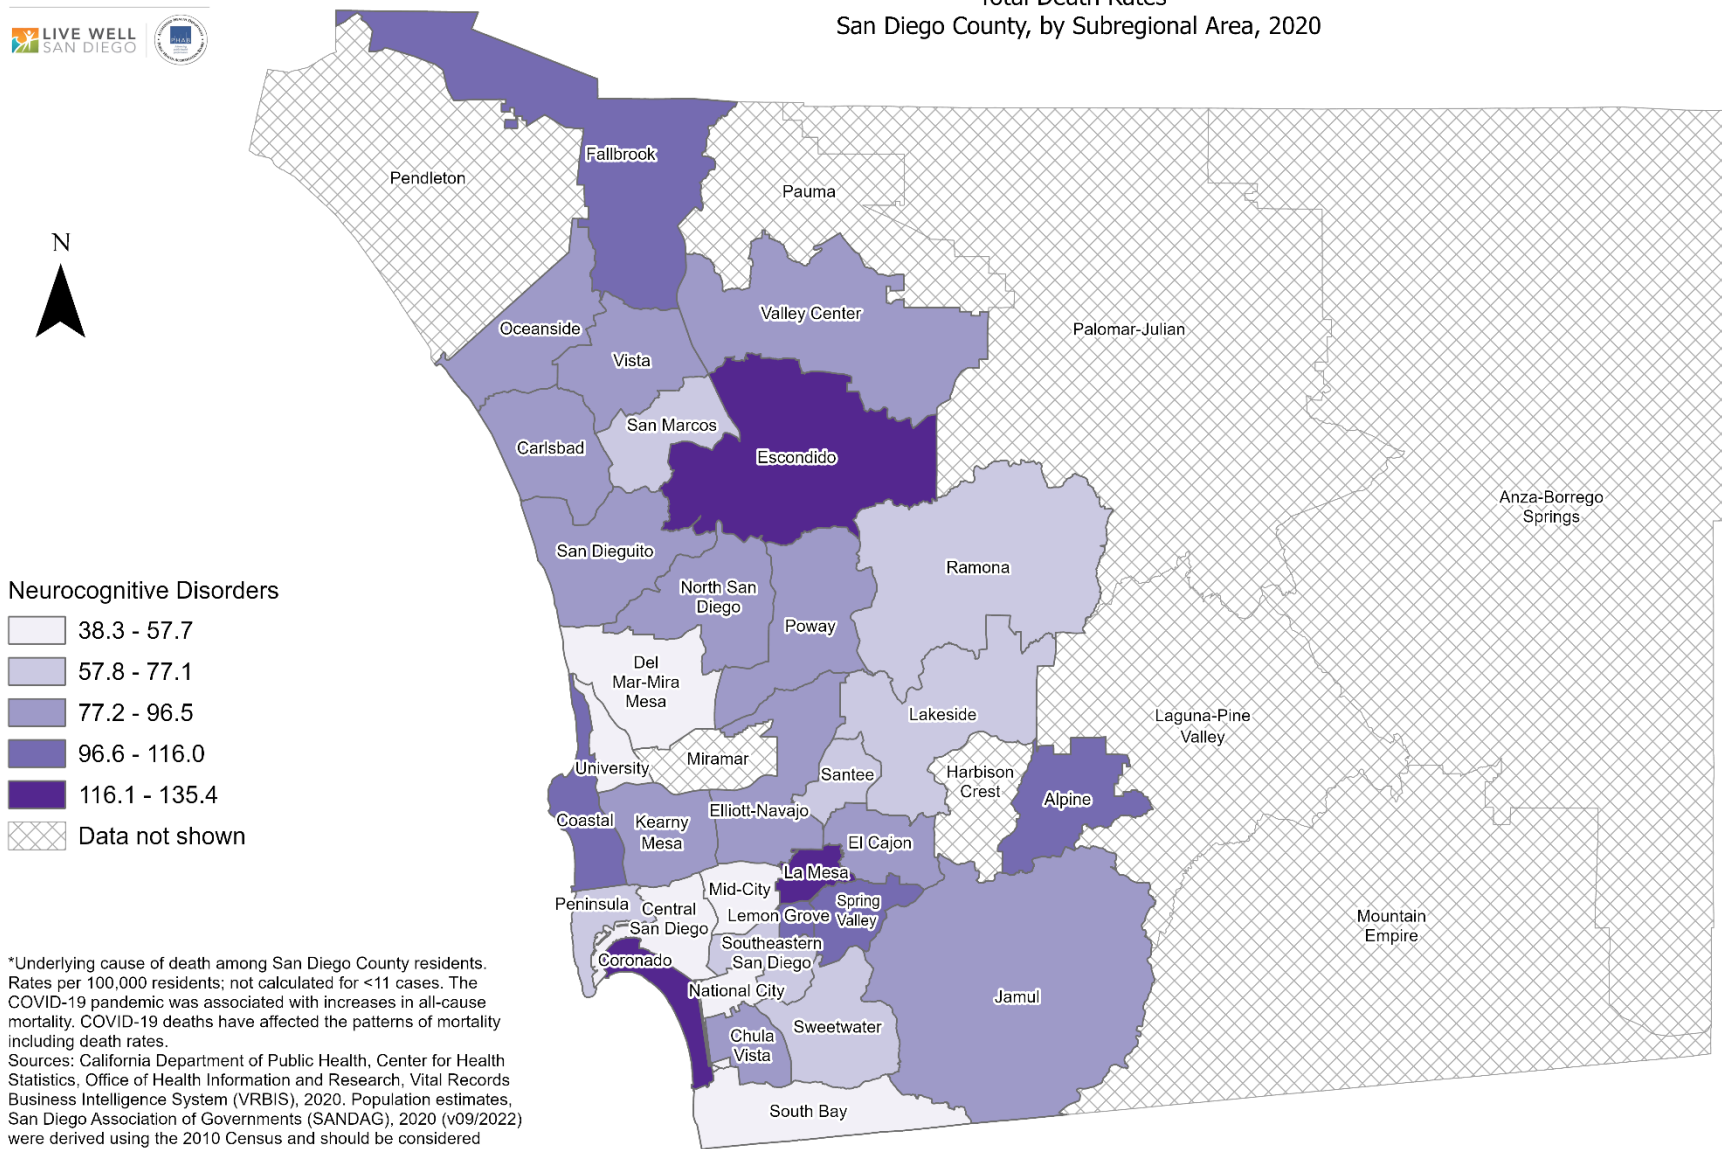 Total Death Rates
San Diego County, by Subregional Area, 2020
LIVE WELL
SAN DIEGO
PHAB
N
Pendleton
Fallbrook
Pauma
Oceanside
Vista
Valley Center
Palomar-Julian
San Marcos
Carlsbad
Escondido
Anza-Borrego
Springs
San Dieguito
North San
Diego
Poway
Ramona
Del
Mar-Mira
Mesa
Lakeside
Laguna-Pine
Valley
University
Miramar
Santee
Harbison
Crest
Alpine
Coastal
Kearny
Mesa
Elliott-Navajo
El Cajon
La Mesa
Mid-City
Peninsula
Central
San Diego
Lemon Grove
Spring
Valley
Southeastern
San Diego
Mountain
Empire
Coronado
National City
Jamul
Sweetwater
Chula
Vista
South Bay
Neurocognitive Disorders
38.3 - 57.7
57.8 - 77.1
77.2 - 96.5
96.6 - 116.0
116.1 - 135.4
Data not shown
*Underlying cause of death among San Diego County residents.
Rates per 100,000 residents; not calculated for <11 cases. The
COVID-19 pandemic was associated with increases in all-cause
mortality. COVID-19 deaths have affected the patterns of mortality
including death rates.
Sources: California Department of Public Health, Center for Health
Statistics, Office of Health Information and Research, Vital Records
Business Intelligence System (VRBIS), 2020. Population estimates,
San Diego Association of Governments (SANDAG), 2020 (v09/2022)
were derived using the 2010 Census and should be considered